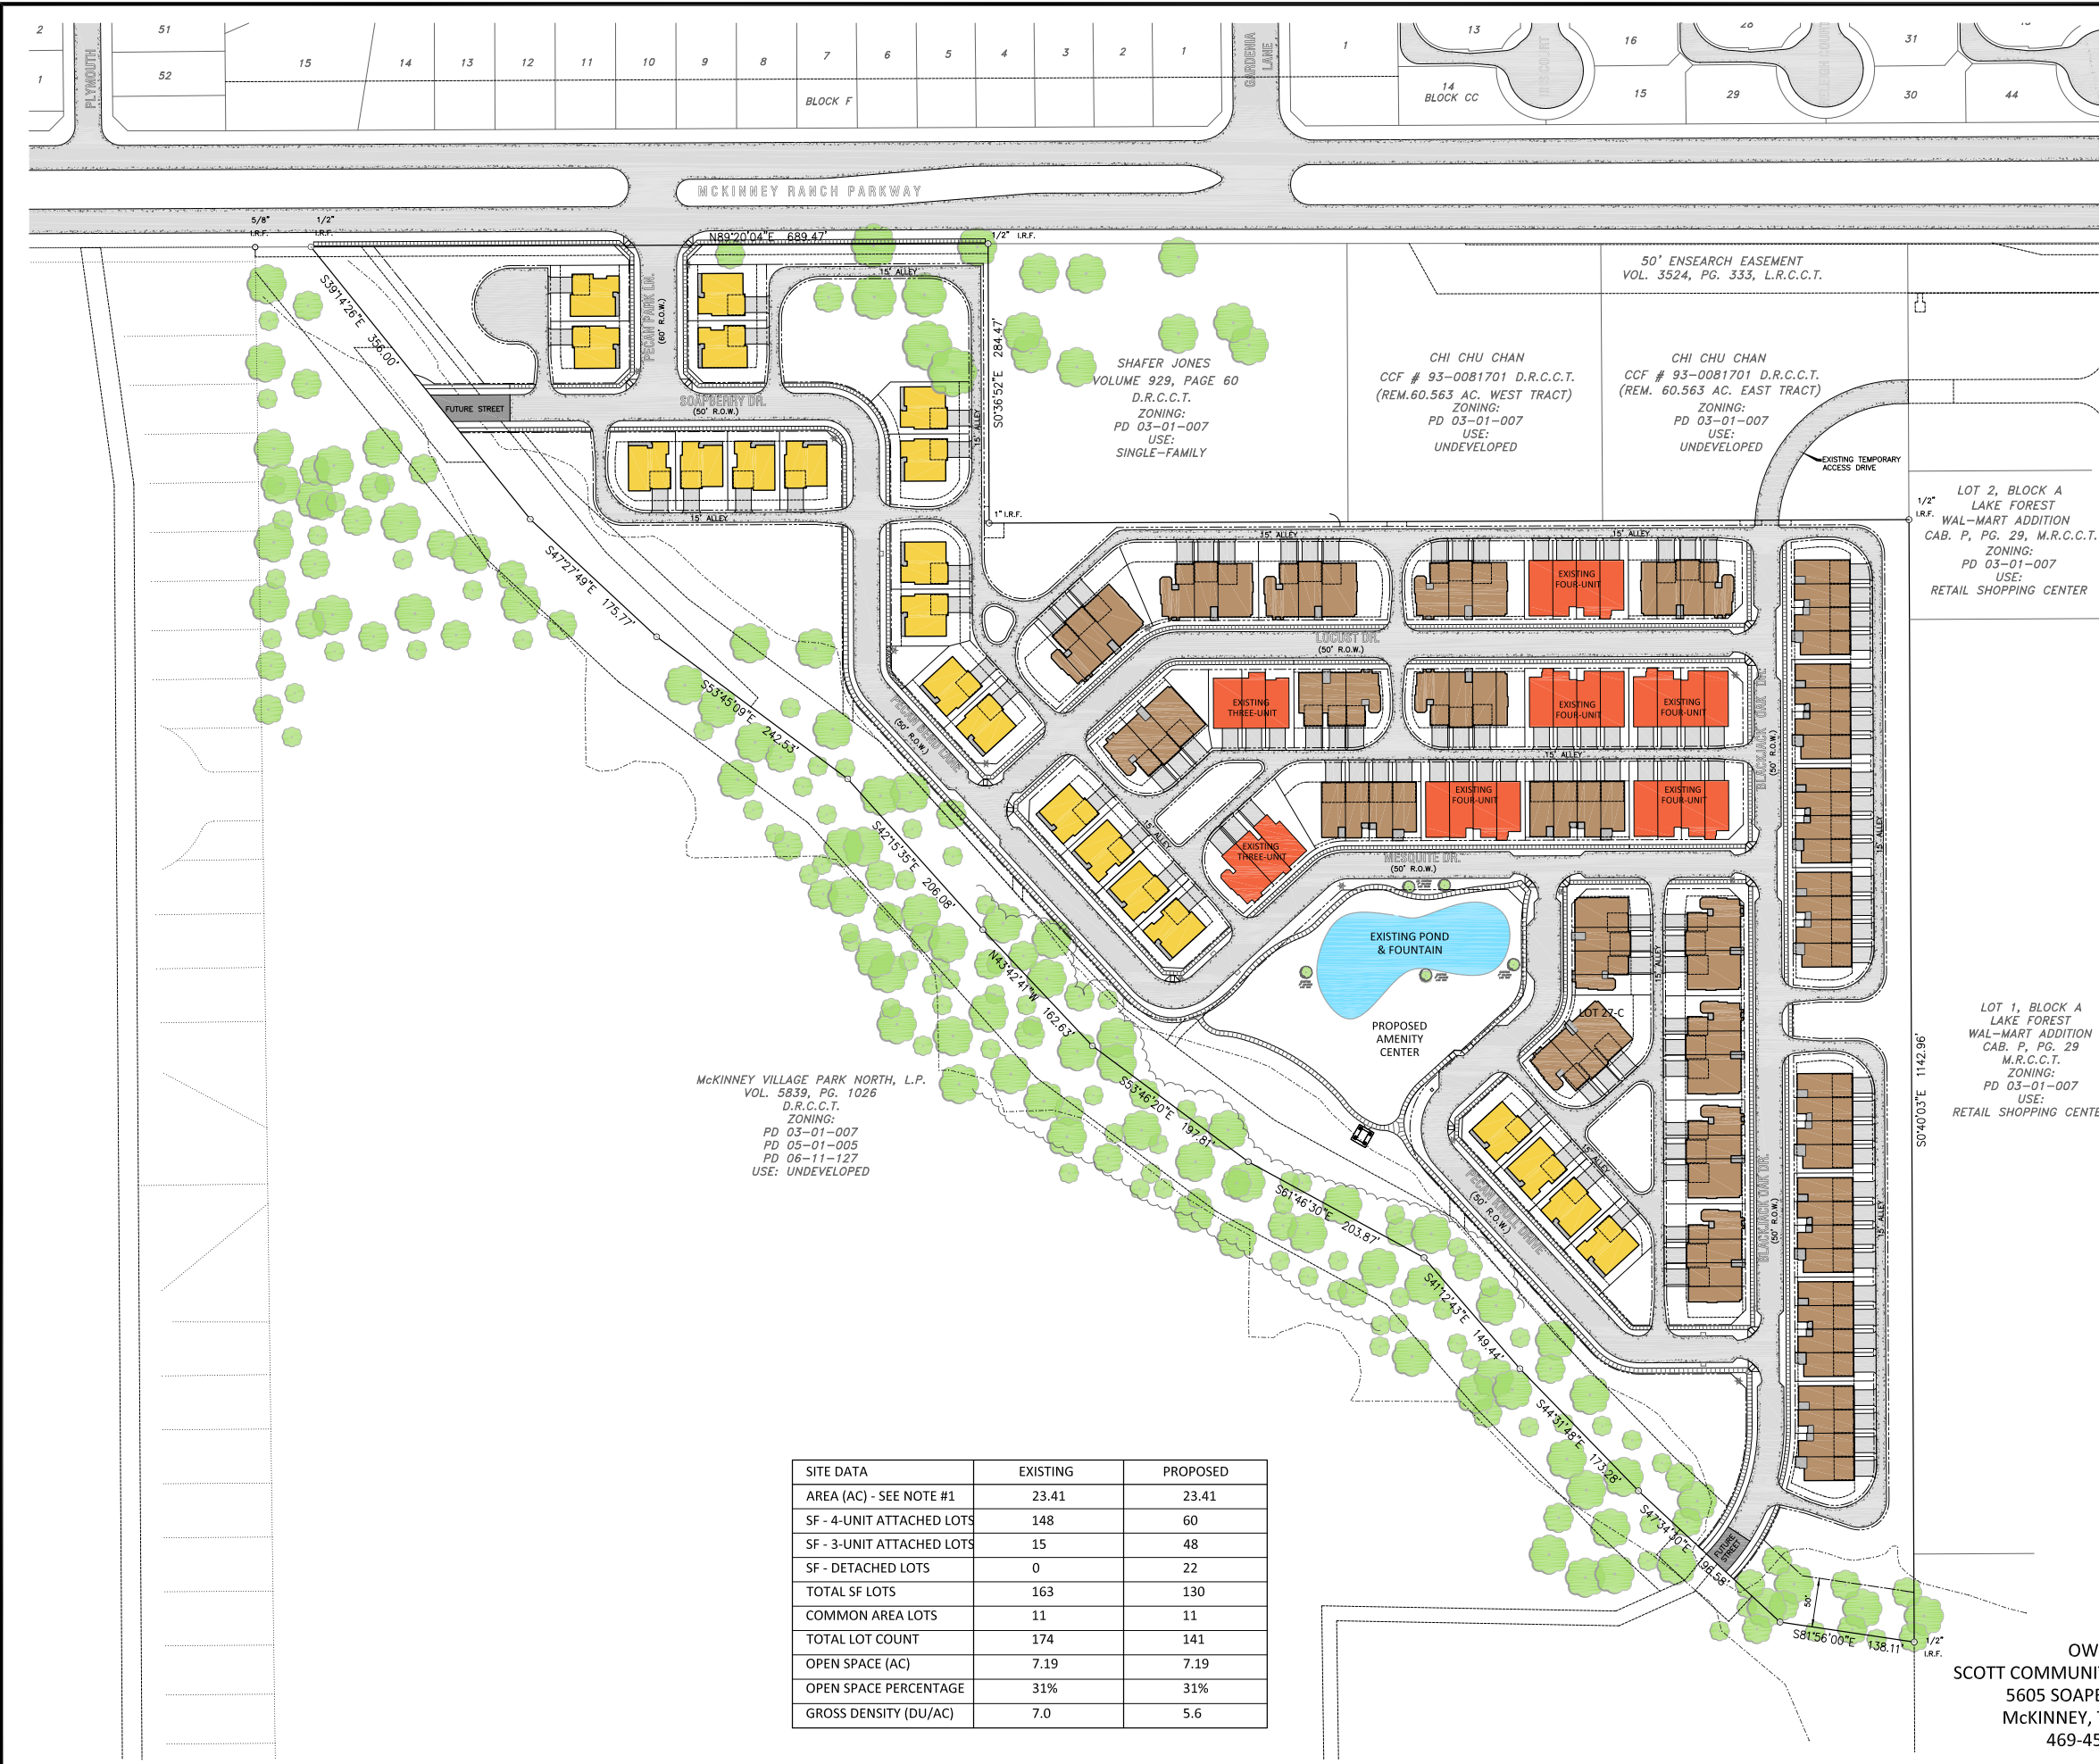 2
51
15
14
13
12
11
10
9
8
7
6
5
4
3
2
1
GARDENIA
LANE
1
13
16
28
31
1
52
PLYMOUTH
BLOCK F
14
BLOCK CC
15
29
30
44
MCKINNEY RANCH PARKWAY
5/8"
I.R.F.
1/2"
I.R.F.
N89°20'04"E 689.47'
1/2" I.R.F.
15' ALLEY
50' ENSEARCH EASEMENT
VOL. 3524, PG. 333, L.R.C.C.T.
S39°14'26"E 356.00'
PECAN PARK LN.
(60' R.O.W.)
S0°36'52"E 284.47'
SHAFER JONES
VOLUME 929, PAGE 60
D.R.C.C.T.
ZONING:
PD 03-01-007
USE:
SINGLE-FAMILY
CHI CHU CHAN
CCF # 93-0081701 D.R.C.C.T.
(REM.60.563 AC. WEST TRACT)
ZONING:
PD 03-01-007
USE:
UNDEVELOPED
CHI CHU CHAN
CCF # 93-0081701 D.R.C.C.T.
(REM. 60.563 AC. EAST TRACT)
ZONING:
PD 03-01-007
USE:
UNDEVELOPED
FUTURE STREET
SOAPBERRY DR.
(50' R.O.W.)
15' ALLEY
EXISTING TEMPORARY
ACCESS DRIVE
15' ALLEY
1" I.R.F.
1/2"
I.R.F.
LOT 2, BLOCK A
LAKE FOREST
WAL-MART ADDITION
CAB. P, PG. 29, M.R.C.C.T.
ZONING:
PD 03-01-007
USE:
RETAIL SHOPPING CENTER
15' ALLEY
15' ALLEY
S47°27'49"E 175.77'
EXISTING
FOUR-UNIT
LOCUST DR.
(50' R.O.W.)
S53°45'09"E 242.53'
PECAN BEND LANE
(50' R.O.W.)
EXISTING
THREE-UNIT
EXISTING
FOUR-UNIT
EXISTING
FOUR-UNIT
BLACKJACK OAK DR.
(50' R.O.W.)
15' ALLEY
EXISTING
FOUR-UNIT
EXISTING
FOUR-UNIT
15' ALLEY
15' ALLEY
EXISTING
THREE-UNIT
MESQUITE DR.
(50' R.O.W.)
S42°15'35"E 206.08'
EXISTING POND
& FOUNTAIN
15' ALLEY
N43°42'41"W 162.63'
LOT 27-C
PROPOSED
AMENITY
CENTER
LOT 1, BLOCK A
LAKE FOREST
WAL-MART ADDITION
CAB. P, PG. 29
M.R.C.C.T.
ZONING:
PD 03-01-007
USE:
RETAIL SHOPPING CENTE
S0°40'03"E 1142.96'
McKINNEY VILLAGE PARK NORTH, L.P.
VOL. 5839, PG. 1026
D.R.C.C.T.
ZONING:
PD 03-01-007
PD 05-01-005
PD 06-11-127
USE: UNDEVELOPED
S53°46'20"E 197.81'
15' ALLEY
PECAN KNOLL DRIVE
(50' R.O.W.)
BLACKJACK OAK DR.
(50' R.O.W.)
15' ALLEY
S61°46'30"E 203.87'
S41°12'43"E 149.44'
S44°31'48"E 173.28'
SITE DATA EXISTING PROPOSED
AREA (AC) - SEE NOTE #1 23.41 23.41
SF - 4-UNIT ATTACHED LOTS 148 60
SF - 3-UNIT ATTACHED LOTS 15 48
SF - DETACHED LOTS 0 22
TOTAL SF LOTS 163 130
COMMON AREA LOTS 11 11
TOTAL LOT COUNT 174 141
OPEN SPACE (AC) 7.19 7.19
OPEN SPACE PERCENTAGE 31% 31%
GROSS DENSITY (DU/AC) 7.0 5.6
S47°34'30"E 196.58'
FUTURE
STREET
50'
S81°56'00"E 138.11'
1/2"
I.R.F.
OW
SCOTT COMMUNI
5605 SOAPE
McKINNEY,
469-45